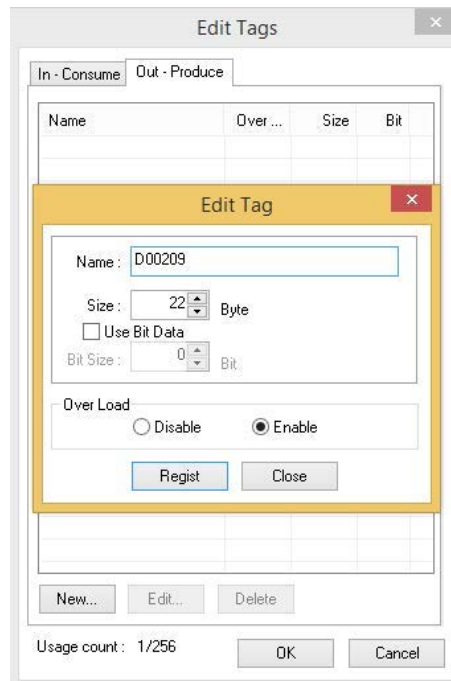 Edit Tags
In - Consume Out - Produce
Name Over ... Size Bit
Edit Tag
Name : D00209
Size : 22 Byte
Use Bit Data
Bit Size : 0 Bit
Over Load
Disable Enable
Regist Close
New... Edit... Delete
Usage count : 1/256 OK Cancel